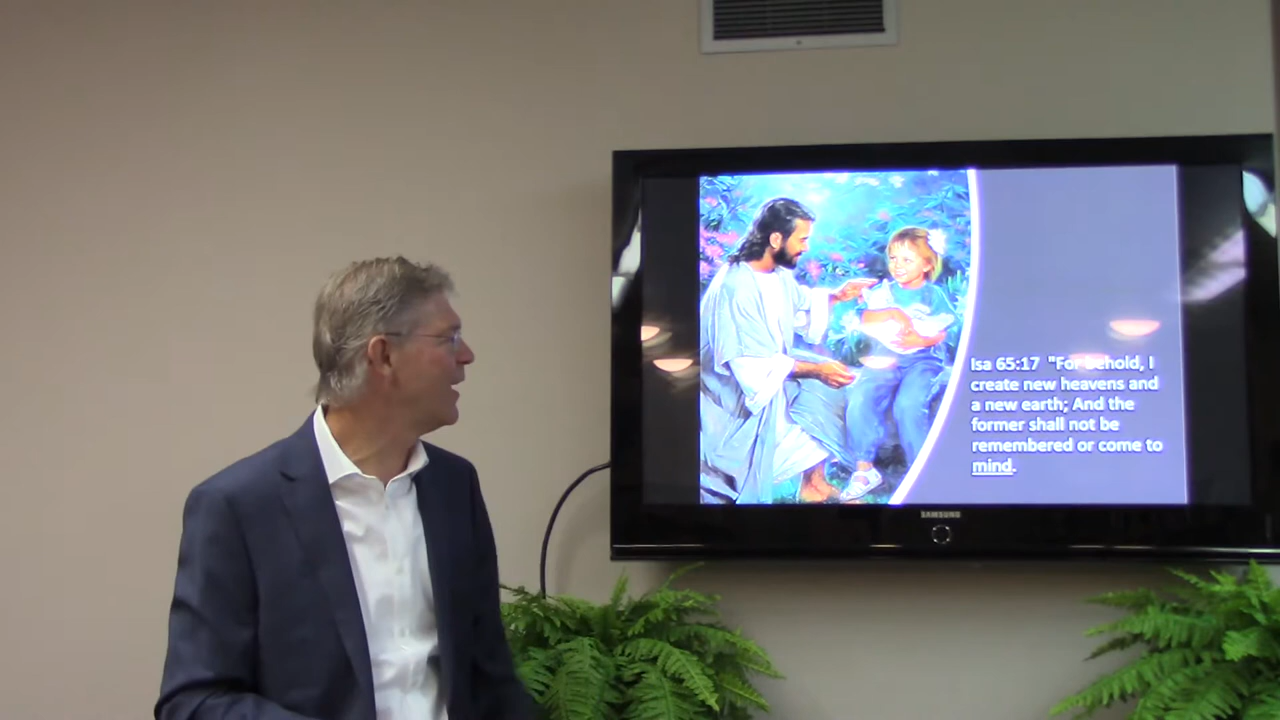 Isa 65:17 "For behold, I
create new heavens and
a new earth; And the
former shall not be
remembered or come to
mind.
SAMSUNG